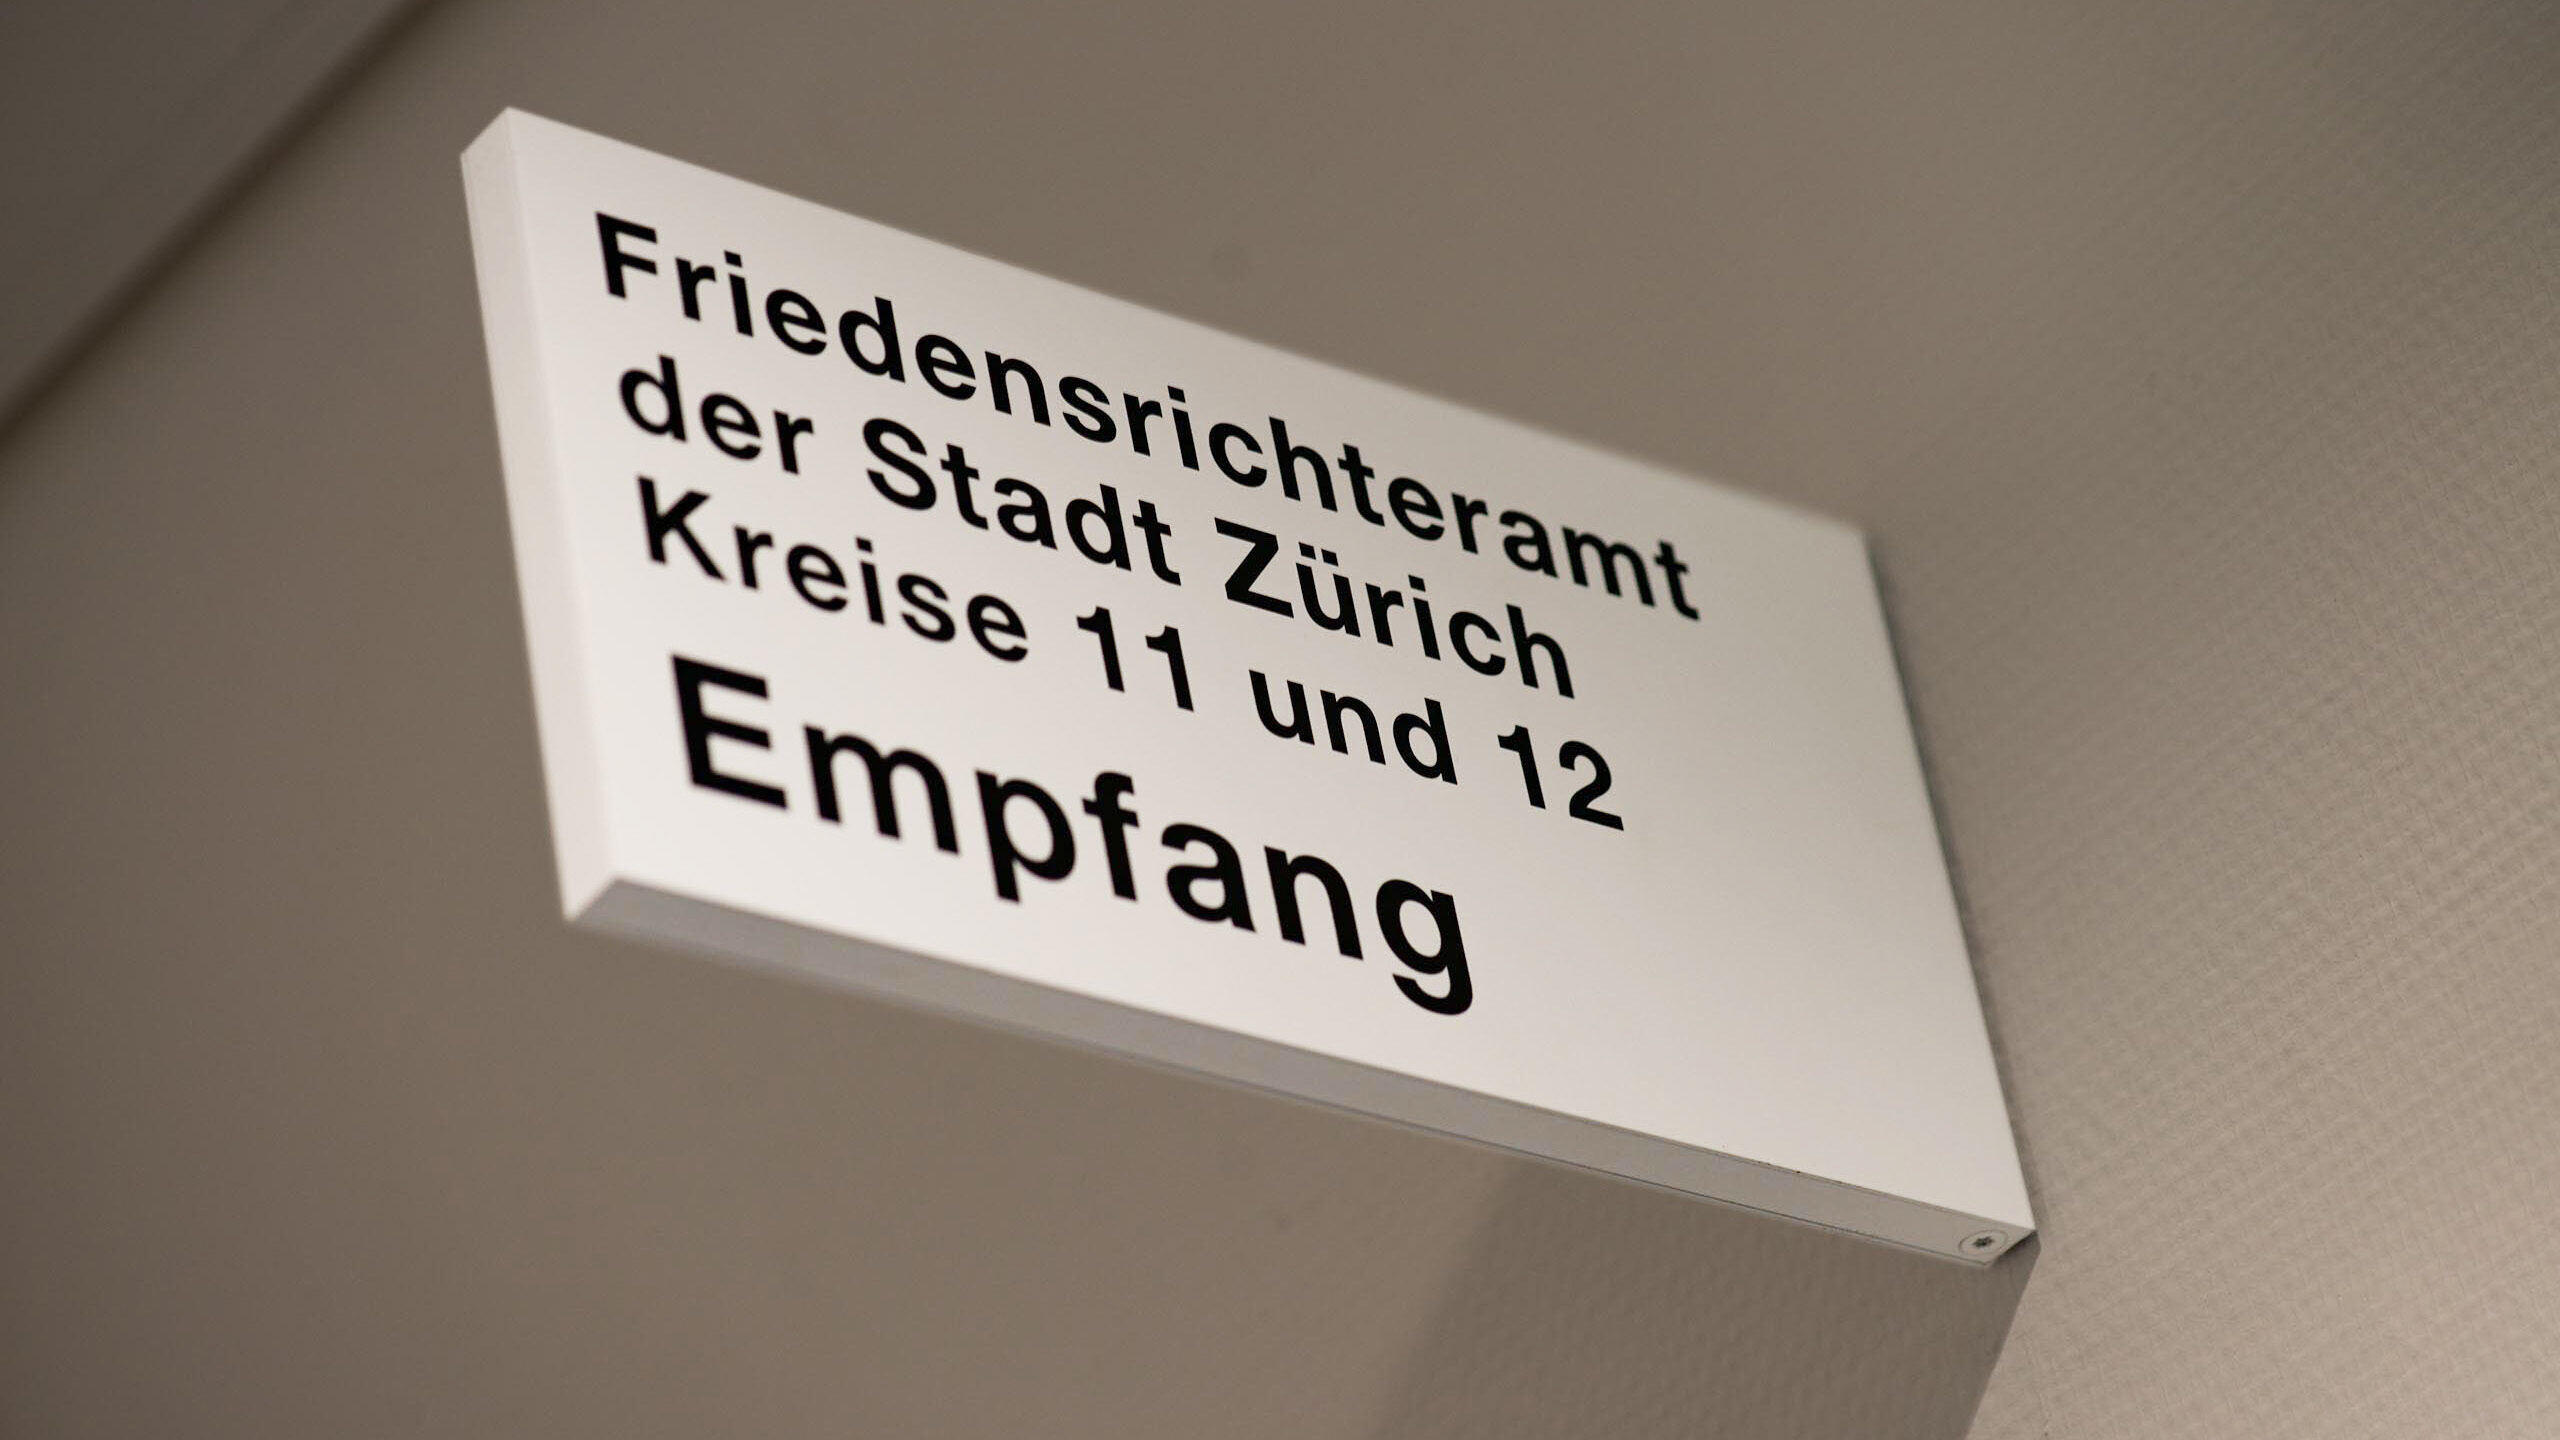 Friedensrichteramt
der Stadt Zürich
Kreise 11 und 12
Empfang